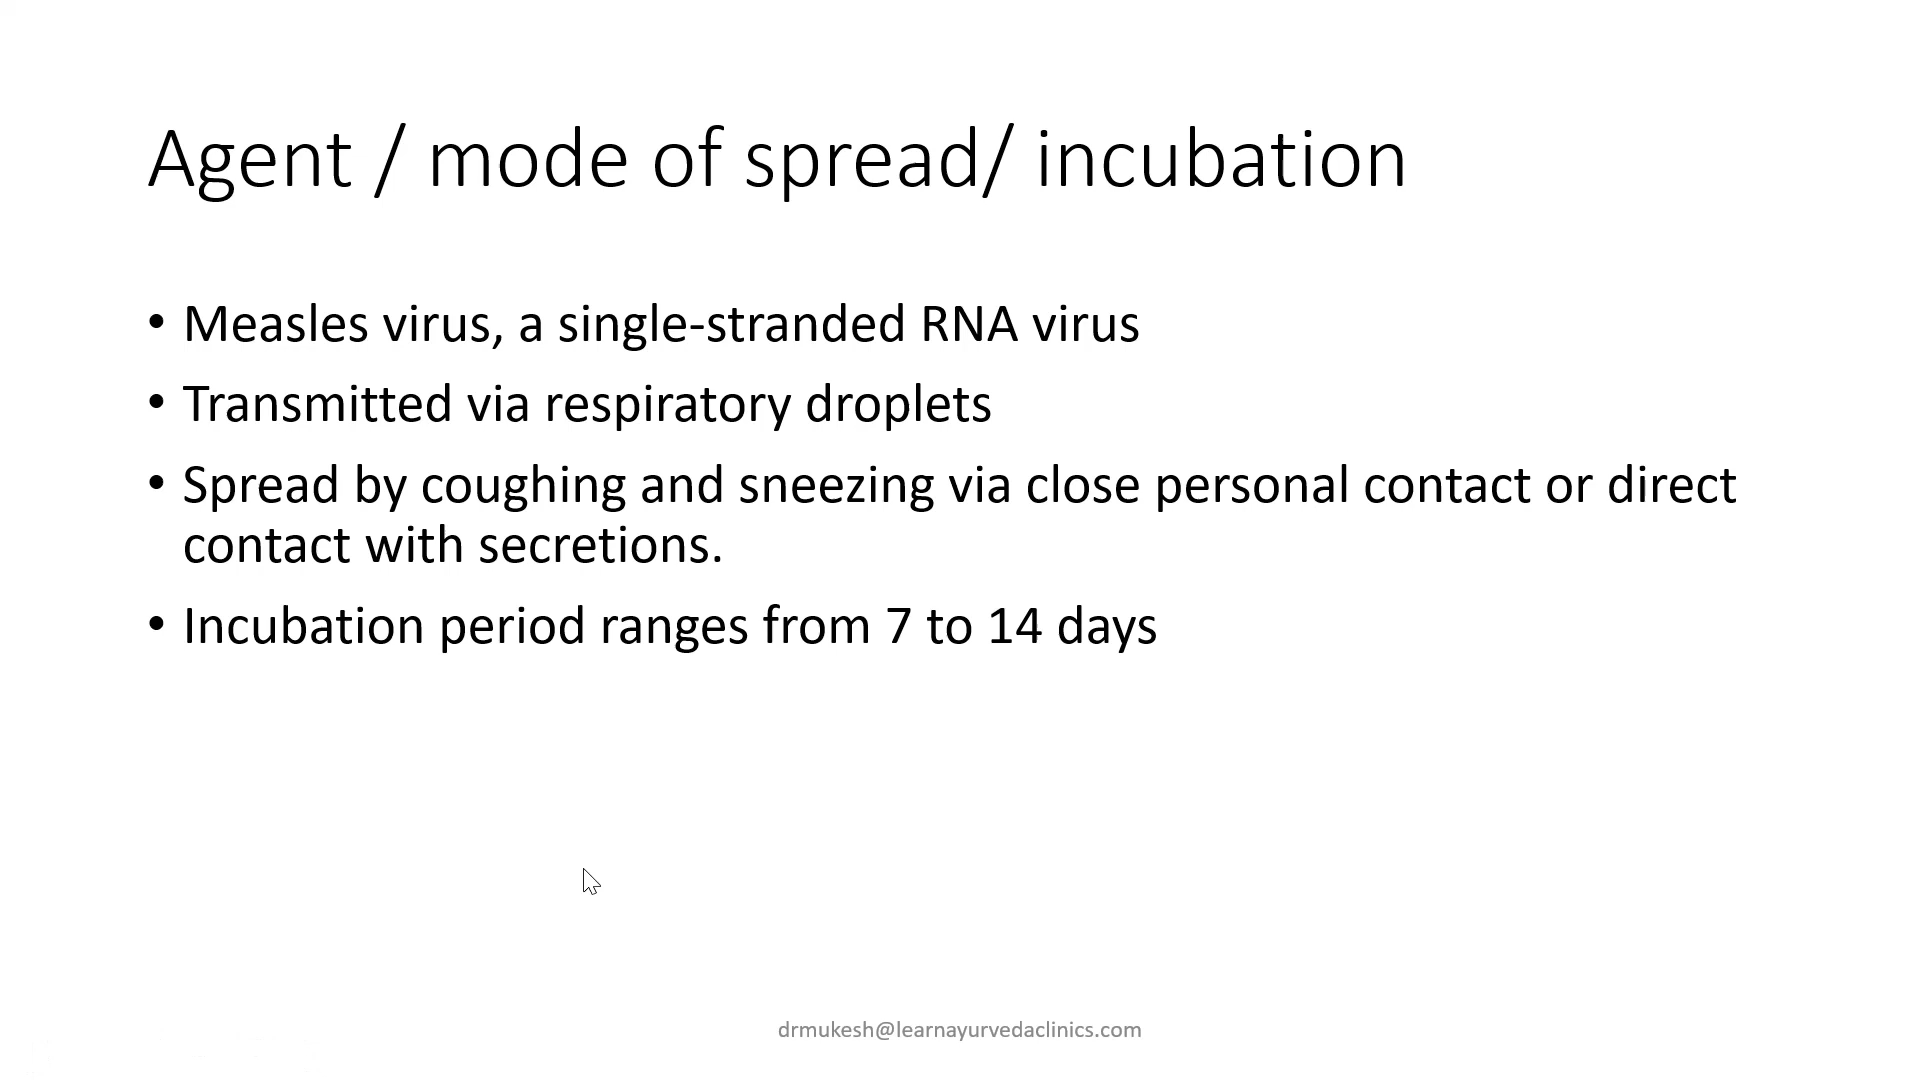 Agent / mode of spread/ incubation
• Measles virus, a single-stranded RNA virus
• Transmitted via respiratory droplets
• Spread by coughing and sneezing via close personal contact or direct
contact with secretions.
• Incubation period ranges from 7 to 14 days
drmukesh@learnayurvedaclinics.com